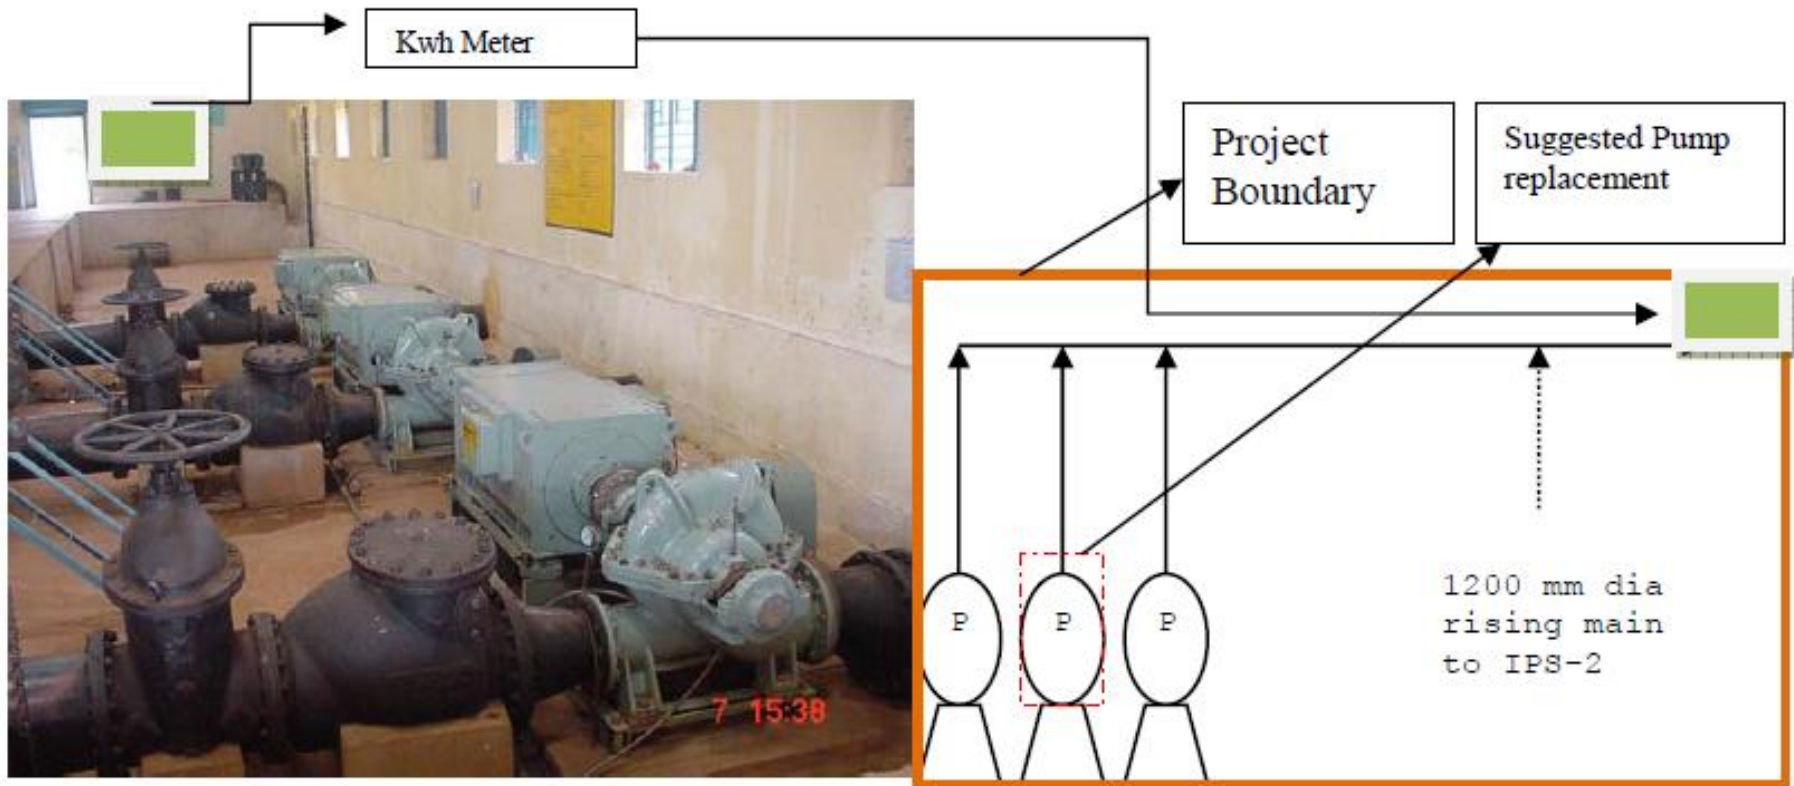 Kwh Meter
Project
Boundary
Suggested Pump
replacement
P
P
P
1200 mm dia
rising main
to IPS-2
7 15:38